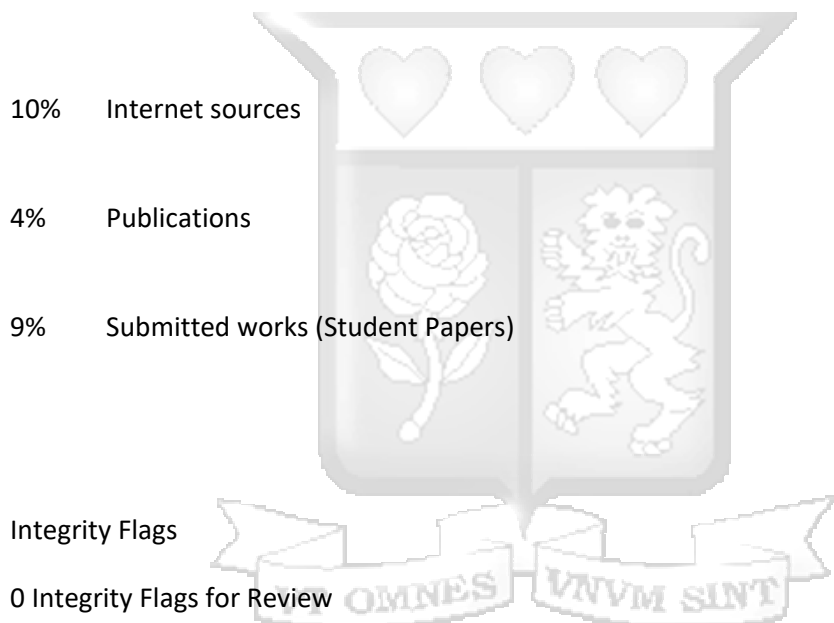 10% Internet sources
4% Publications
9% Submitted works (Student Papers)
Integrity Flags
0 Integrity Flags for Review
VT OMNES VNVM SINT